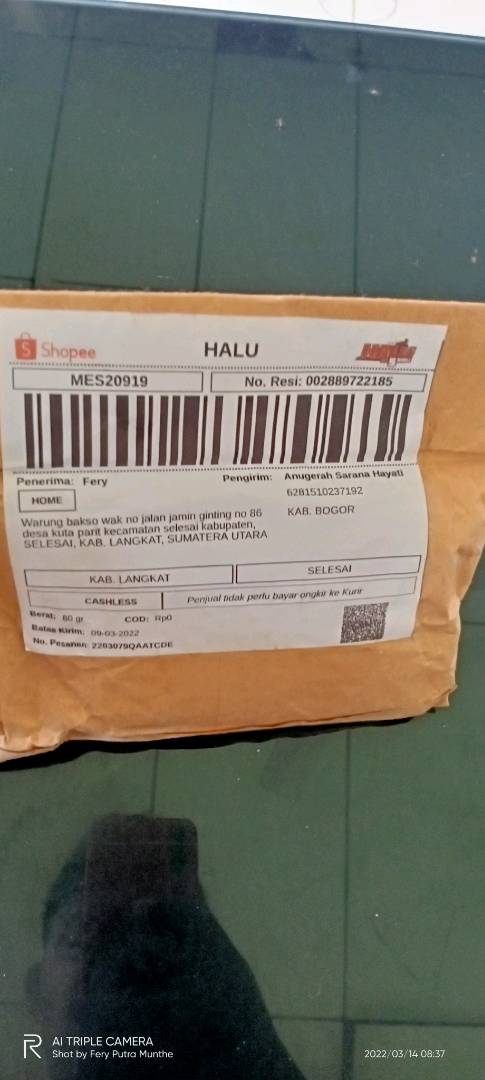 Shopee
HALU
MES20919
No. Resi: 002889722185
Penerima: Fery
Pengirim: Anugerah Sarana Hayati
6281510237192
HOME
KAB. BOGOR
Warung bakso wak no jalan jamin ginting no 86
desa kuta parit kecamatan selesai kabupaten,
SELESAI, KAB. LANGKAT, SUMATERA UTARA
KAB. LANGKAT
SELESAI
CASHLESS
Penjual tidak perlu bayar ongkir ke Kurir
Berat: 60 gr
COD: Rp0
Batas Kirim: 09-03-2022
No. Pesanan: 2203079QAATCDE
AI TRIPLE CAMERA
Shot by Fery Putra Munthe
2022/03/14 08:37